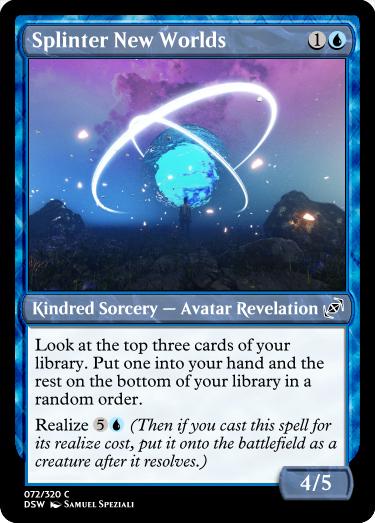 Splinter New Worlds 1
Kindred Sorcery — Avatar Revelation
Look at the top three cards of your
library. Put one into your hand and the
rest on the bottom of your library in a
random order.
Realize 5 (Then if you cast this spell for
its realize cost, put it onto the battlefield as a
creature after it resolves.)
4/5
072/320 C
DSW Samuel Speziali